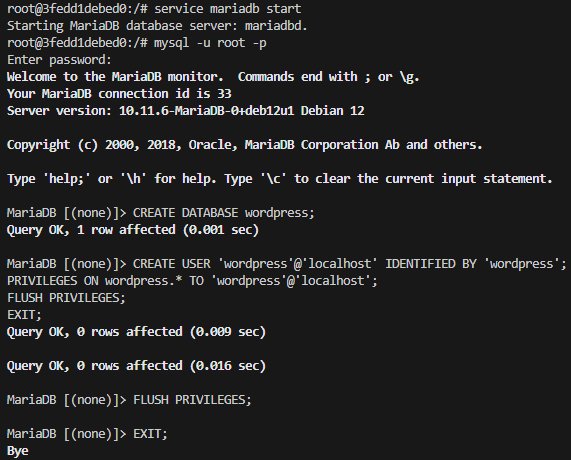 root@3fedd1debed0:/# service mariadb start
Starting MariaDB database server: mariadbd.
root@3fedd1debed0:/# mysql -u root -p
Enter password:
Welcome to the MariaDB monitor.  Commands end with ; or \g.
Your MariaDB connection id is 33
Server version: 10.11.6-MariaDB-0+deb12u1 Debian 12

Copyright (c) 2000, 2018, Oracle, MariaDB Corporation Ab and others.

Type 'help;' or '\h' for help. Type '\c' to clear the current input statement.

MariaDB [(none)]> CREATE DATABASE wordpress;
Query OK, 1 row affected (0.001 sec)

MariaDB [(none)]> CREATE USER 'wordpress'@'localhost' IDENTIFIED BY 'wordpress';
PRIVILEGES ON wordpress.* TO 'wordpress'@'localhost';
FLUSH PRIVILEGES;
EXIT;
Query OK, 0 rows affected (0.009 sec)

Query OK, 0 rows affected (0.016 sec)

MariaDB [(none)]> FLUSH PRIVILEGES;

MariaDB [(none)]> EXIT;
Bye